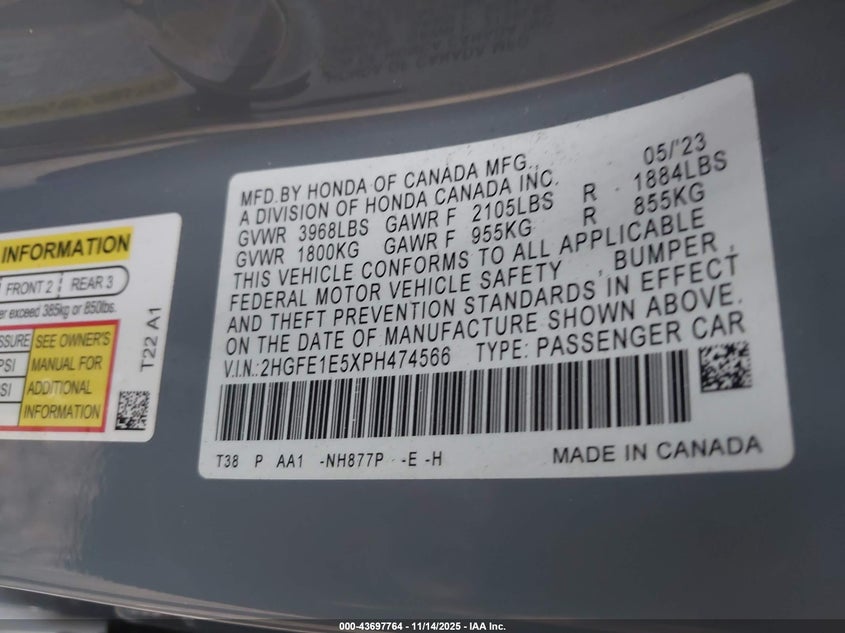 MFD.BY HONDA OF CANADA MFG., 05/'23
A DIVISION OF HONDA CANADA INC.
GVWR 3968LBS GAWR F 2105LBS R 1884LBS
GVWR 1800KG GAWR F 955KG R 855KG
THIS VEHICLE CONFORMS TO ALL APPLICABLE
FEDERAL MOTOR VEHICLE SAFETY , BUMPER ,
AND THEFT PREVENTION STANDARDS IN EFFECT
ON THE DATE OF MANUFACTURE SHOWN ABOVE.
V.I.N.:2HGFE1E5XPH474566 TYPE: PASSENGER CAR
T38 P AA1 -NH877P -E -H MADE IN CANADA
INFORMATION
FRONT 2 REAR 3
exceed 385kg or 850lbs.
SEE OWNER'S
MANUAL FOR
ADDITIONAL
INFORMATION
T22 A1
000-43697764 - 11/14/2025 - IAA Inc.